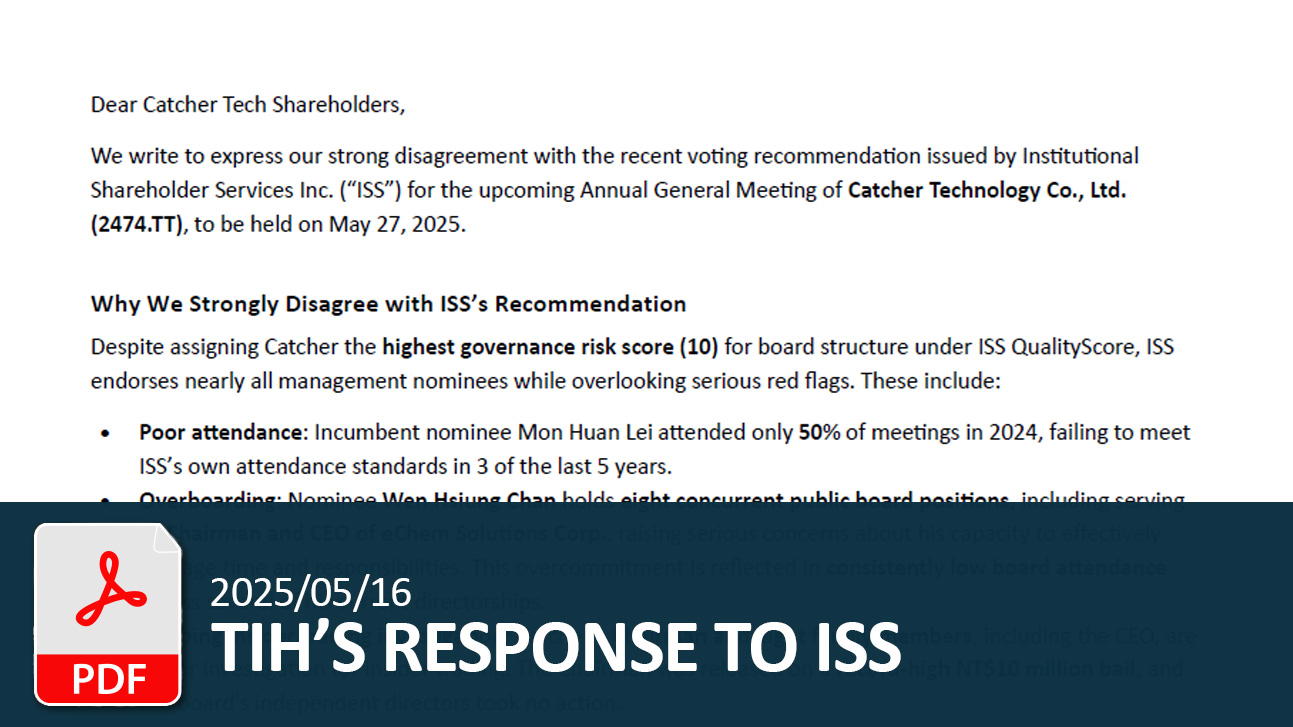 Dear Catcher Tech Shareholders,
We write to express our strong disagreement with the recent voting recommendation issued by Institutional
Shareholder Services Inc. (“ISS”) for the upcoming Annual General Meeting of Catcher Technology Co., Ltd.
(2474.TT), to be held on May 27, 2025.
Why We Strongly Disagree with ISS’s Recommendation
Despite assigning Catcher the highest governance risk score (10) for board structure under ISS QualityScore, ISS
endorses nearly all management nominees while overlooking serious red flags. These include:
• Poor attendance: Incumbent nominee Mon Huan Lei attended only 50% of meetings in 2024, failing to meet
ISS’s own attendance standards in 3 of the last 5 years.
• Overboarding: Nominee Wen Hsiung Chan holds eight concurrent public board positions, including serving
Chairman and CEO of eChem Solutions Corp., raising serious concerns about his capacity to effectively
time and responsibilities. This overcommitment is reflected in consistently low board attendance
directorships.
members, including the CEO, are
investigation
-high NT$10 million bail, and
board’s independent directors took no action.
PDF
2025/05/16
TIH’S RESPONSE TO ISS